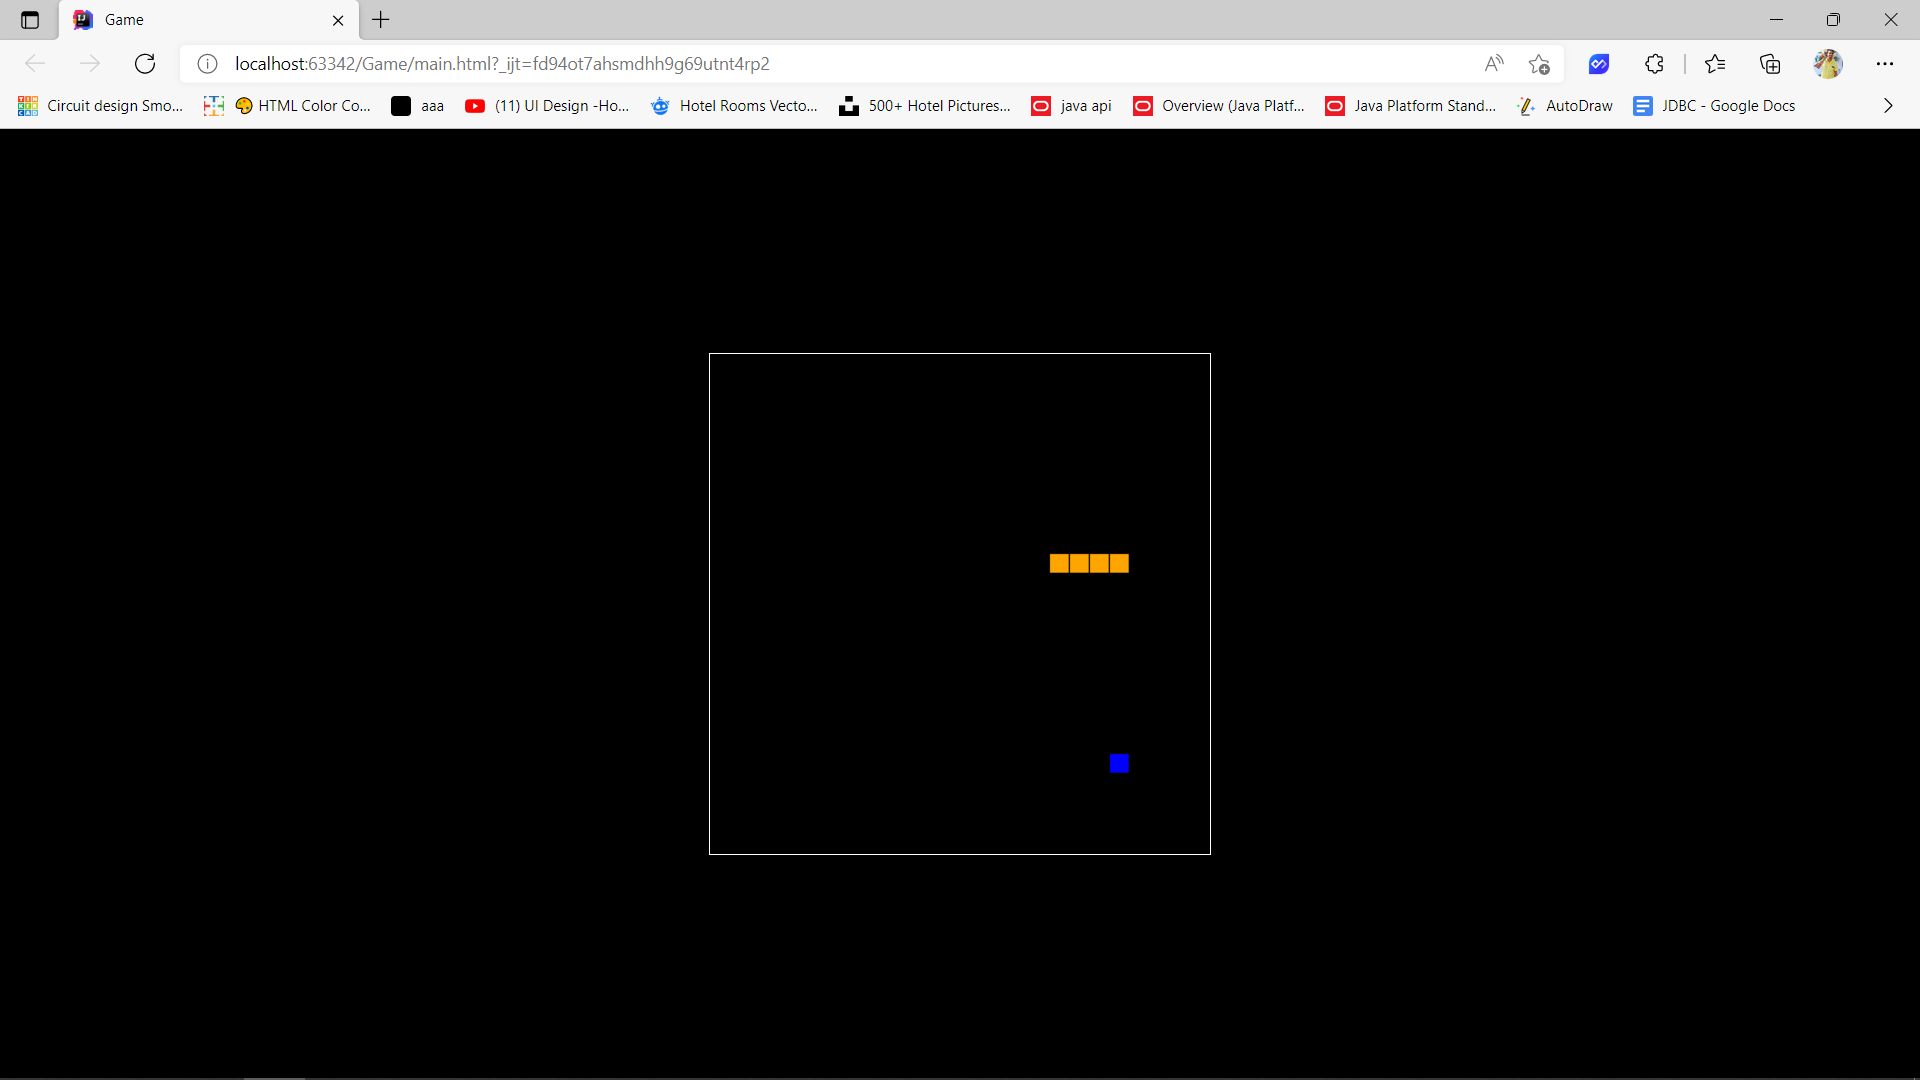 Game
localhost:63342/Game/main.html?_ijt=fd94ot7ahsmdhh9g69utnt4rp2
Circuit design Smo... HTML Color Co... aaa (11) UI Design -Ho... Hotel Rooms Vecto... 500+ Hotel Pictures... java api Overview (Java Platf... Java Platform Stand... AutoDraw JDBC - Google Docs